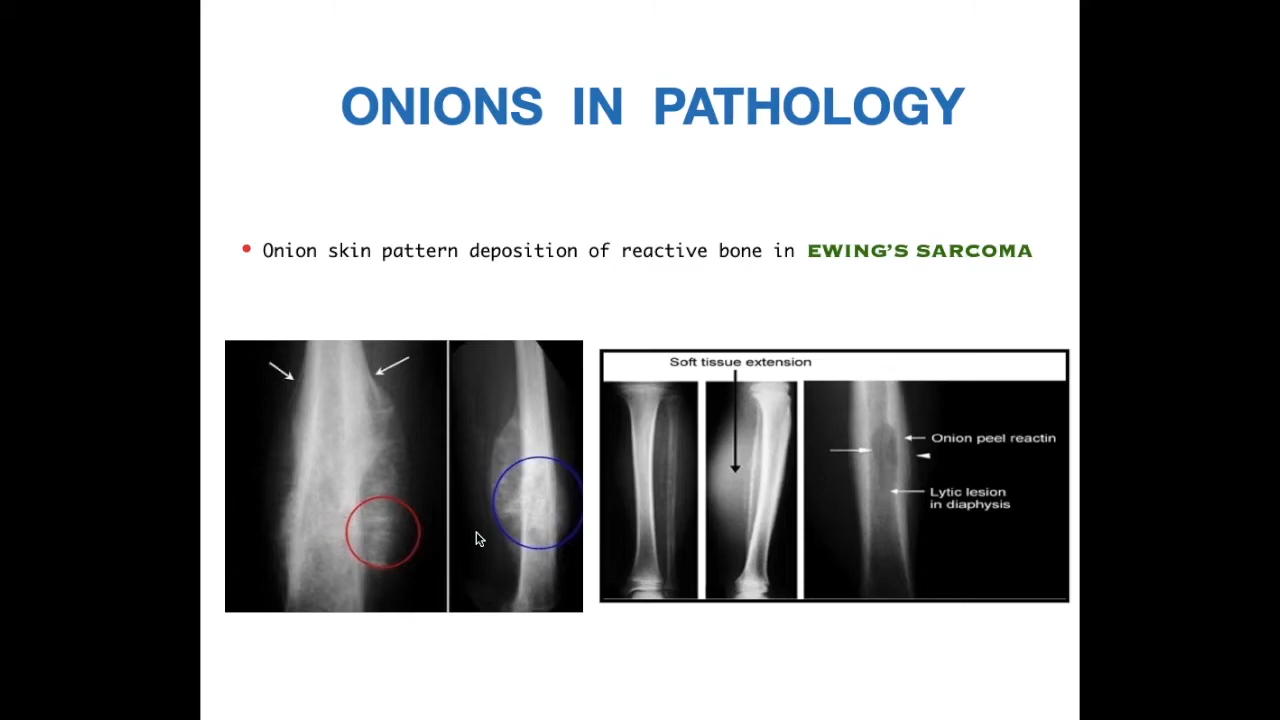 ONIONS IN PATHOLOGY
• Onion skin pattern deposition of reactive bone in EWING'S SARCOMA
Soft tissue extension
Onion peel reactin
Lytic lesion
in diaphysis